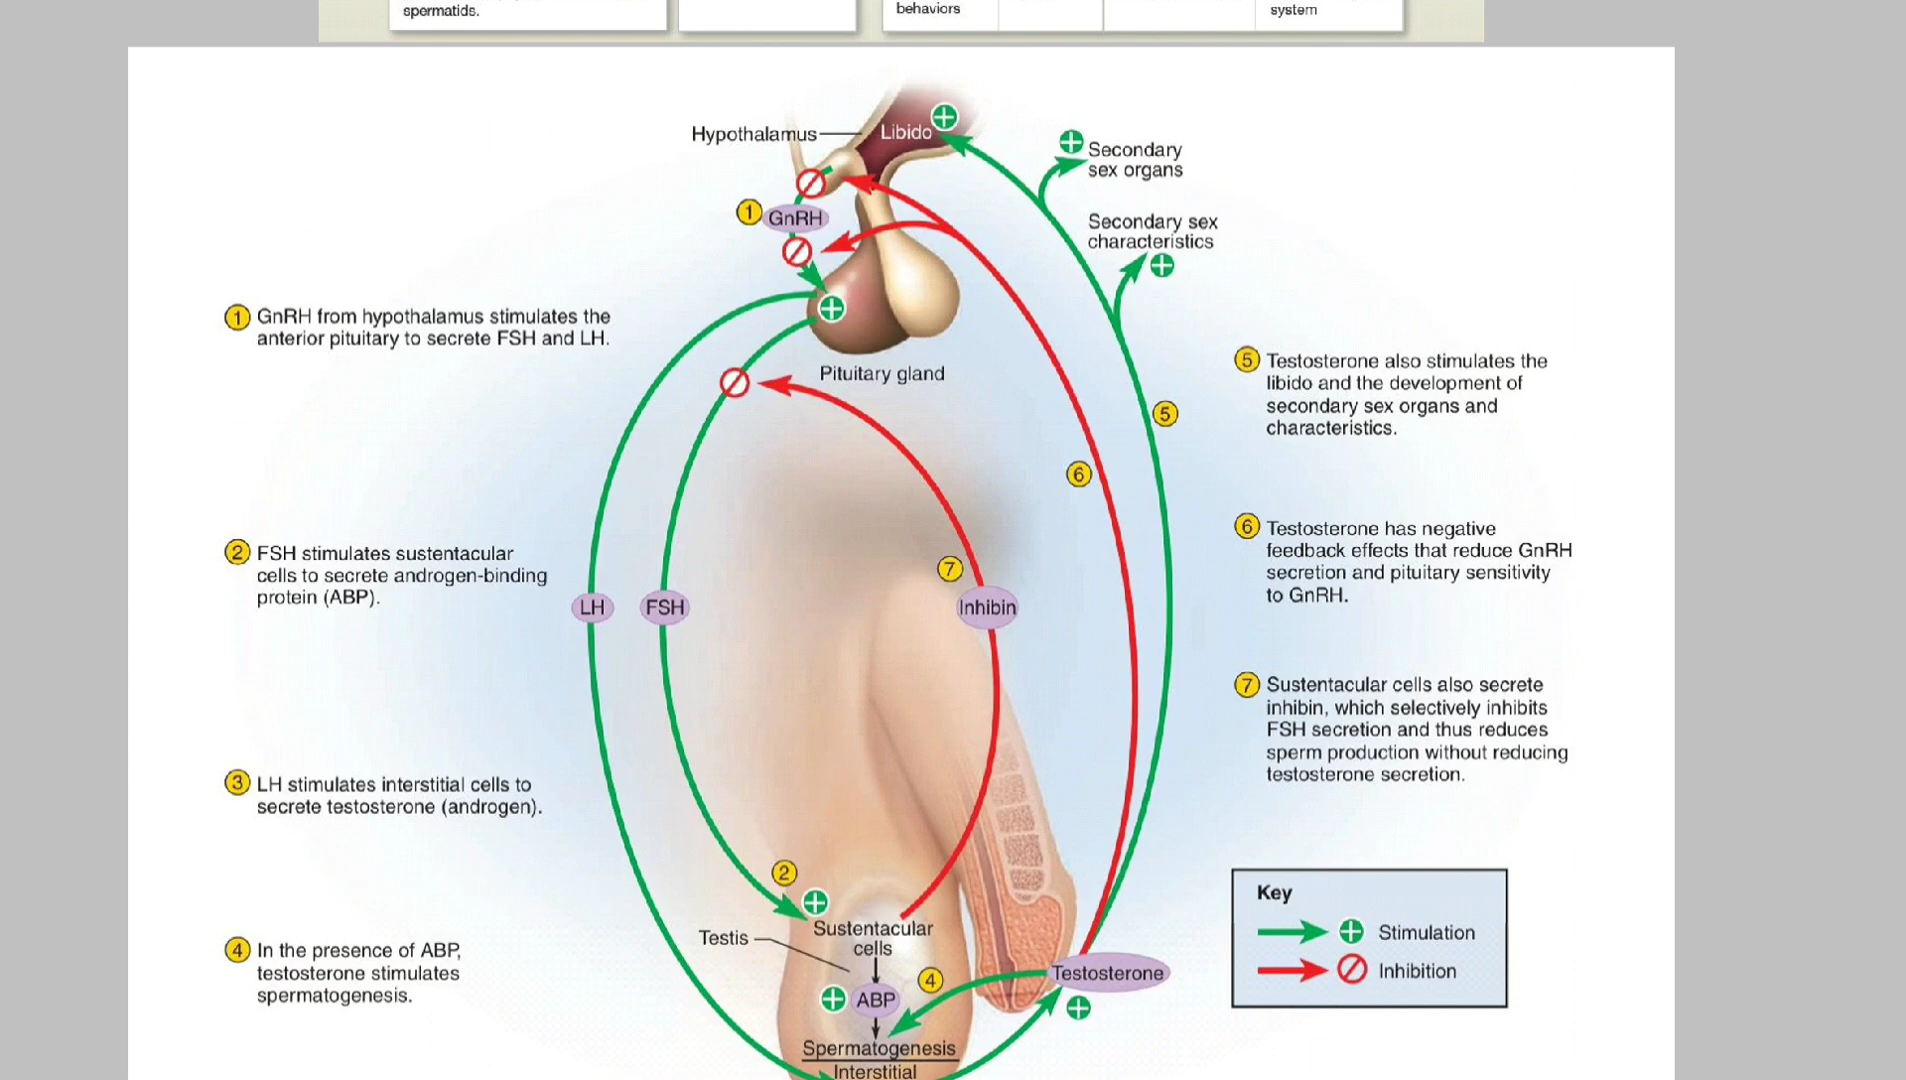 spermatids.
behaviors
system
Hypothalamus
Libido
Secondary
sex organs
1
GnRH
Secondary sex
characteristics
1 GnRH from hypothalamus stimulates the
anterior pituitary to secrete FSH and LH.
Pituitary gland
5 Testosterone also stimulates the
libido and the development of
secondary sex organs and
characteristics.
5
6
6 Testosterone has negative
feedback effects that reduce GnRH
secretion and pituitary sensitivity
to GnRH.
2 FSH stimulates sustentacular
cells to secrete androgen-binding
protein (ABP).
7
LH
FSH
Inhibin
7 Sustentacular cells also secrete
inhibin, which selectively inhibits
FSH secretion and thus reduces
sperm production without reducing
testosterone secretion.
3 LH stimulates interstitial cells to
secrete testosterone (androgen).
2
Key
Stimulation
Inhibition
Testis
Sustentacular
cells
4 In the presence of ABP,
testosterone stimulates
spermatogenesis.
4
Testosterone
ABP
Spermatogenesis
Interstitial